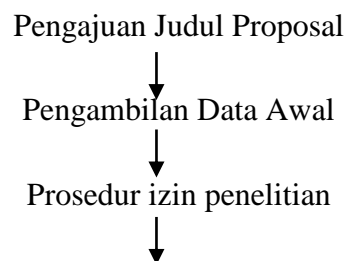 Pengajuan Judul Proposal
Pengambilan Data Awal
Prosedur izin penelitian